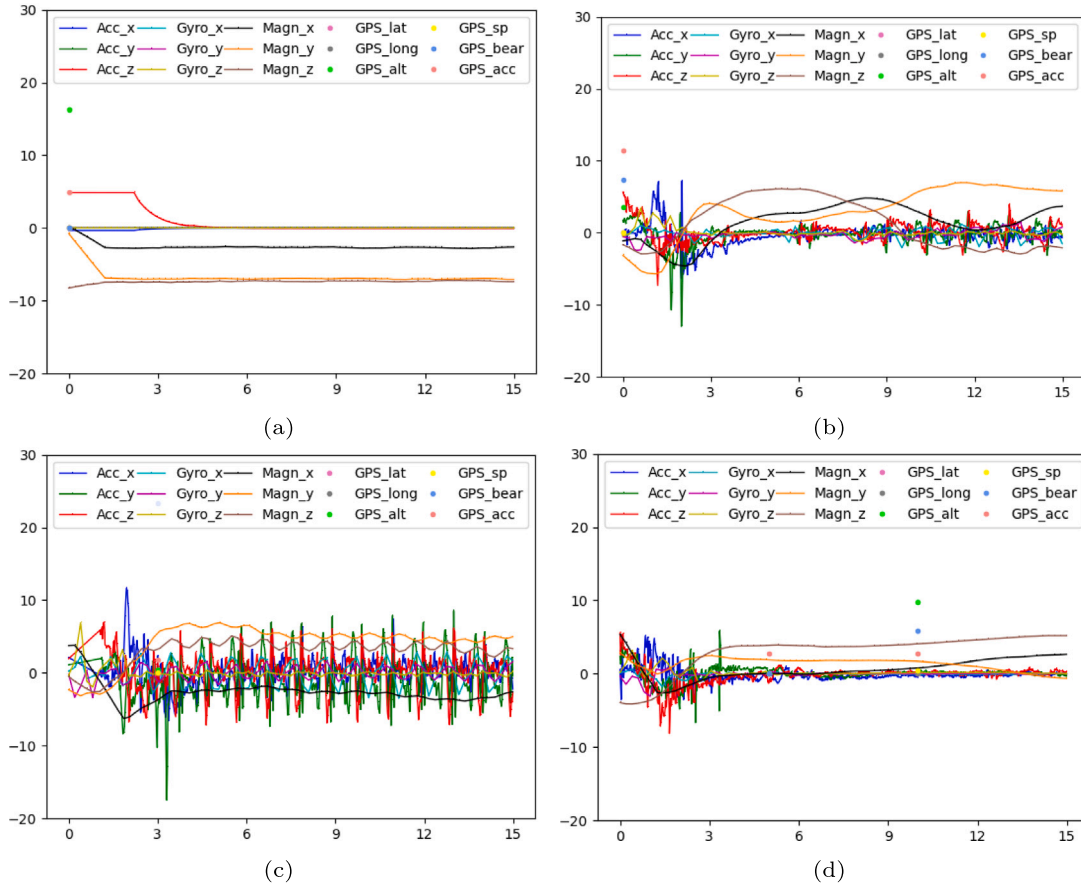 30
Acc_x Gyro_x Magn_x GPS_lat GPS_sp
Acc_y Gyro_y Magn_y GPS_long GPS_bear
Acc_z Gyro_z Magn_z GPS_alt GPS_acc
20
10
0
−10
−20
0 3 6 9 12 15
(a)
30
Acc_x Gyro_x Magn_x GPS_lat GPS_sp
Acc_y Gyro_y Magn_y GPS_long GPS_bear
Acc_z Gyro_z Magn_z GPS_alt GPS_acc
20
10
0
−10
−20
0 3 6 9 12 15
(b)
30
Acc_x Gyro_x Magn_x GPS_lat GPS_sp
Acc_y Gyro_y Magn_y GPS_long GPS_bear
Acc_z Gyro_z Magn_z GPS_alt GPS_acc
20
10
0
−10
−20
0 3 6 9 12 15
(c)
30
Acc_x Gyro_x Magn_x GPS_lat GPS_sp
Acc_y Gyro_y Magn_y GPS_long GPS_bear
Acc_z Gyro_z Magn_z GPS_alt GPS_acc
20
10
0
−10
−20
0 3 6 9 12 15
(d)